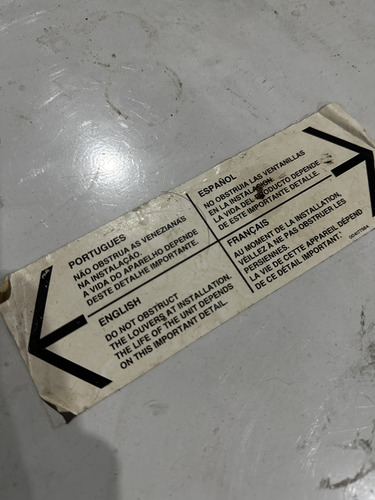 PORTUGUES
NÃO OBSTRUA AS VENEZIANAS
NA INSTALAÇÃO.
A VIDA DO APARELHO DEPENDE
DESTE DETALHE IMPORTANTE.
ESPAÑOL
NO OBSTRUIA LAS VENTANILLAS
EN LA INSTALACIÓN.
LA VIDA DEL PRODUCTO DEPENDE
DE ESTE IMPORTANTE DETALLE.
ENGLISH
DO NOT OBSTRUCT
THE LOUVERS AT INSTALLATION.
THE LIFE OF THE UNIT DEPENDS
ON THIS IMPORTANT DETAIL.
FRANÇAIS
AU MOMENT DE LA INSTALLATION,
VÉILLEZ A NE PAS OBSTRUER LES
PERSIENNES.
LA VIE DE CETTE APPAREIL DÉPEND
DE CE DÉTAIL IMPORTANT.